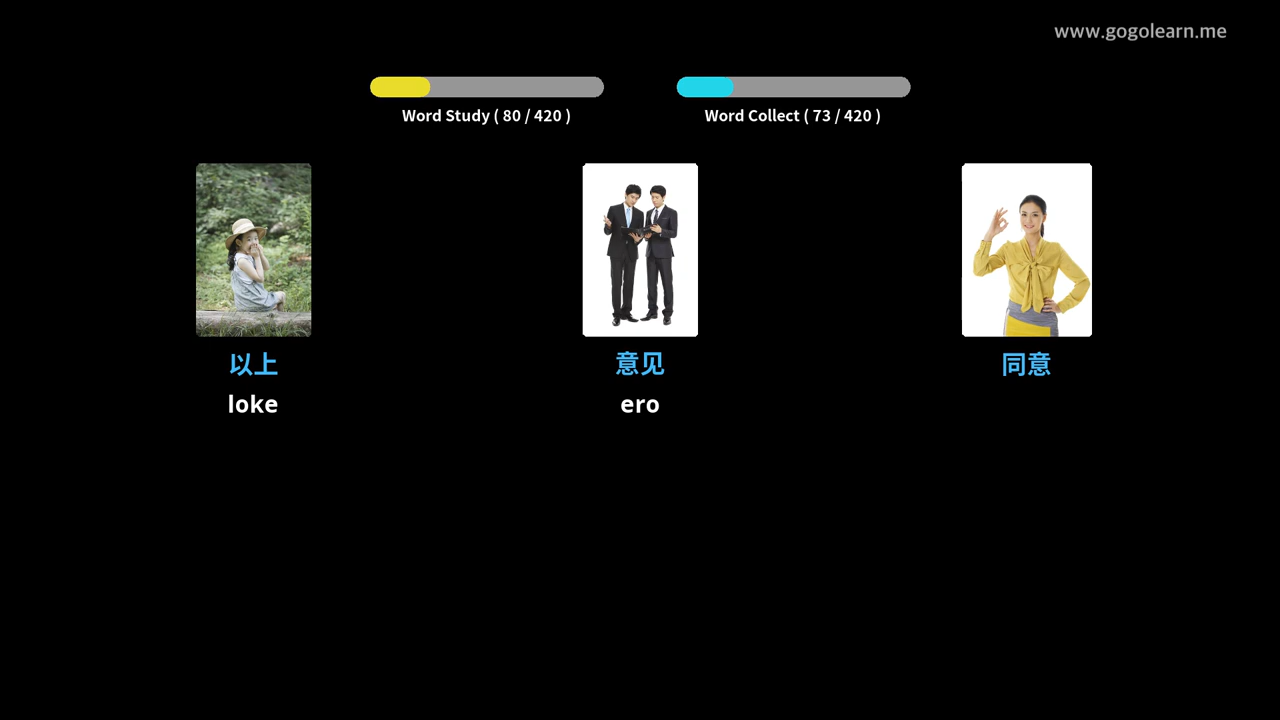 www.gogolearn.me
Word Study ( 80 / 420 )
Word Collect ( 73 / 420 )
以上
意见
同意
loke
ero